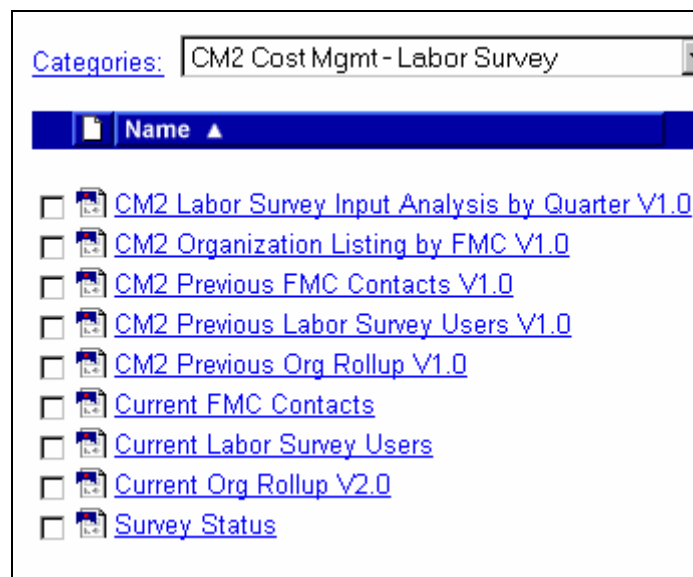 Categories: CM2 Cost Mgmt - Labor Survey
Name ▲
CM2 Labor Survey Input Analysis by Quarter V1.0
CM2 Organization Listing by FMC V1.0
CM2 Previous FMC Contacts V1.0
CM2 Previous Labor Survey Users V1.0
CM2 Previous Org Rollup V1.0
Current FMC Contacts
Current Labor Survey Users
Current Org Rollup V2.0
Survey Status